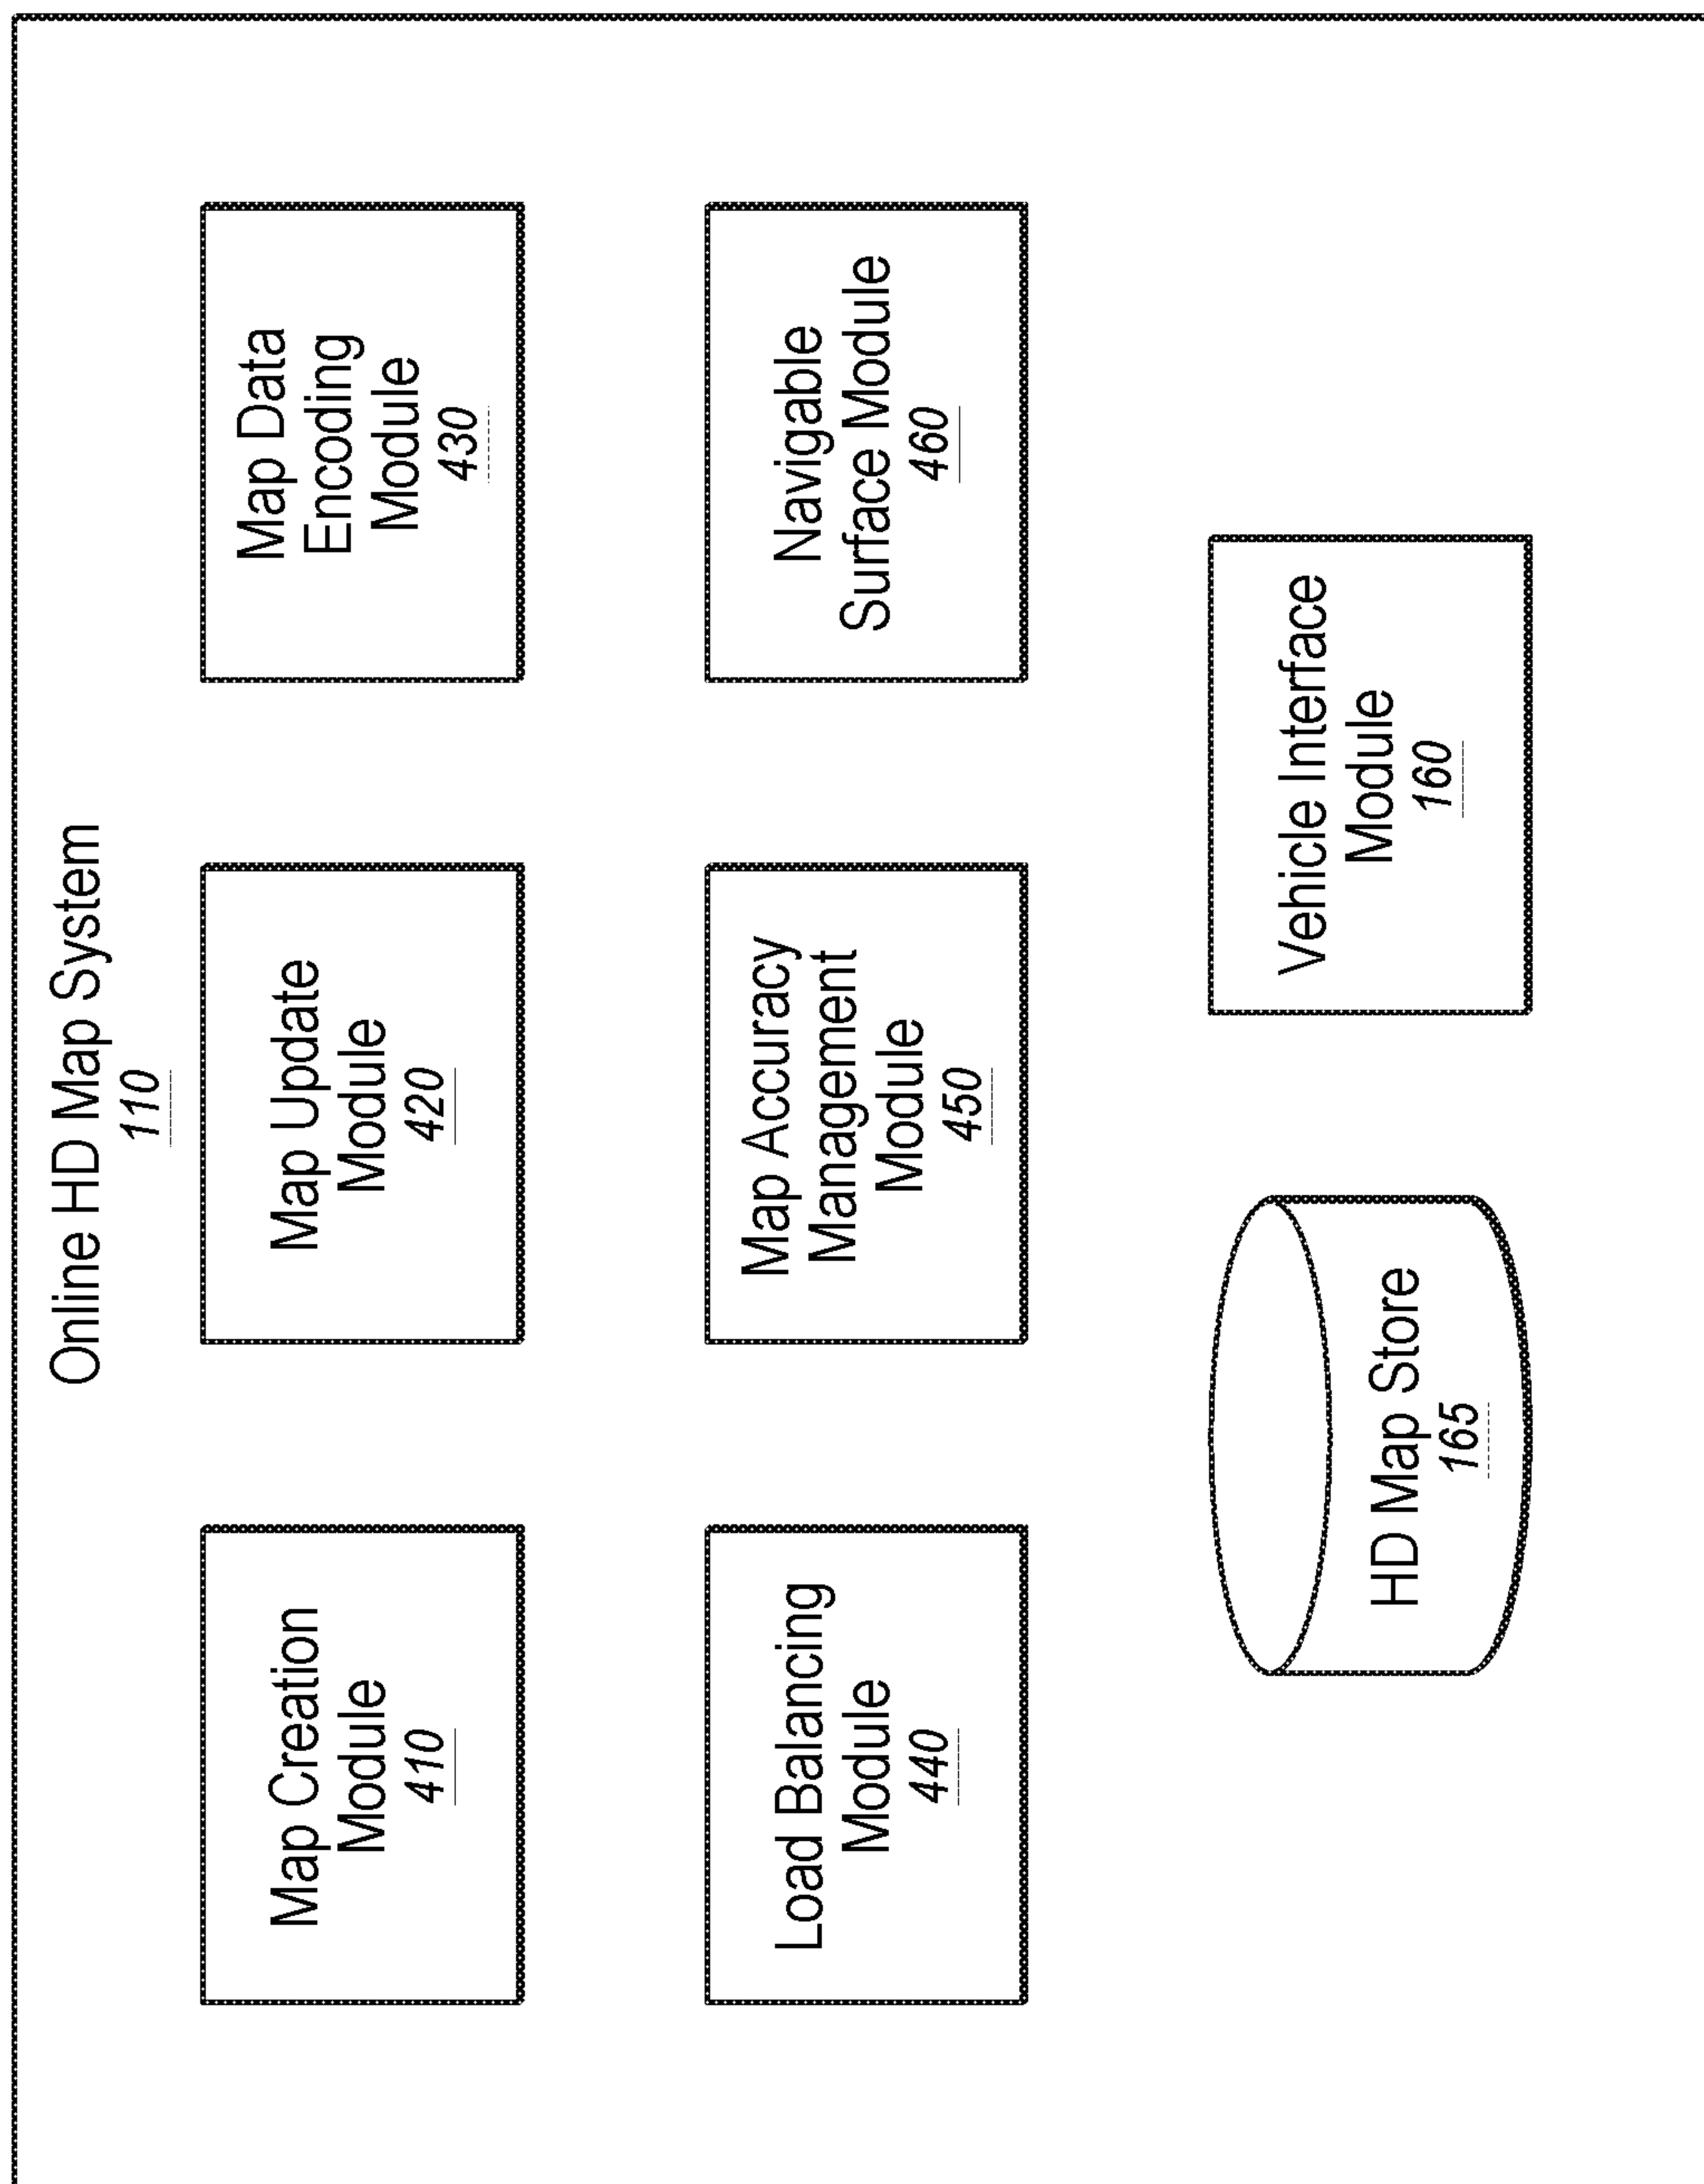 Online HD Map System
110
Map Creation
Module
410
Map Update
Module
420
Map Data
Encoding
Module
430
Load Balancing
Module
440
Map Accuracy
Management
Module
450
Navigable
Surface Module
460
HD Map Store
165
Vehicle Interface
Module
160